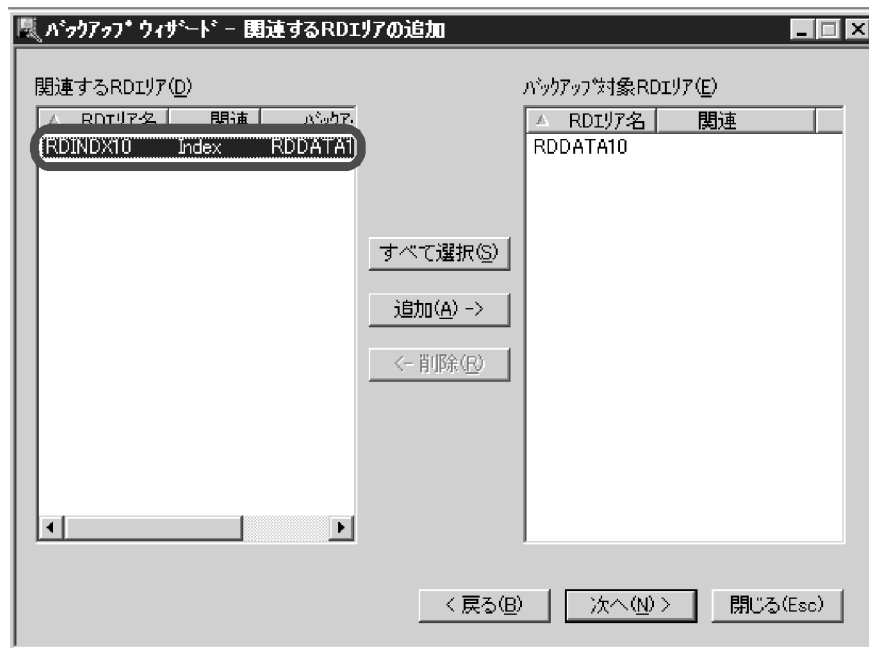 バックアップ ウィザード - 関連するRDエリアの追加
関連するRDエリア(D)
△ RDエリア名 関連 バックア
RDINDX10 Index RDDATA1
バックアップ対象RDエリア(E)
△ RDエリア名 関連
RDDATA10
すべて選択(S)
追加(A) ->
<- 削除(R)
< 戻る(B)
次へ(N) >
閉じる(Esc)